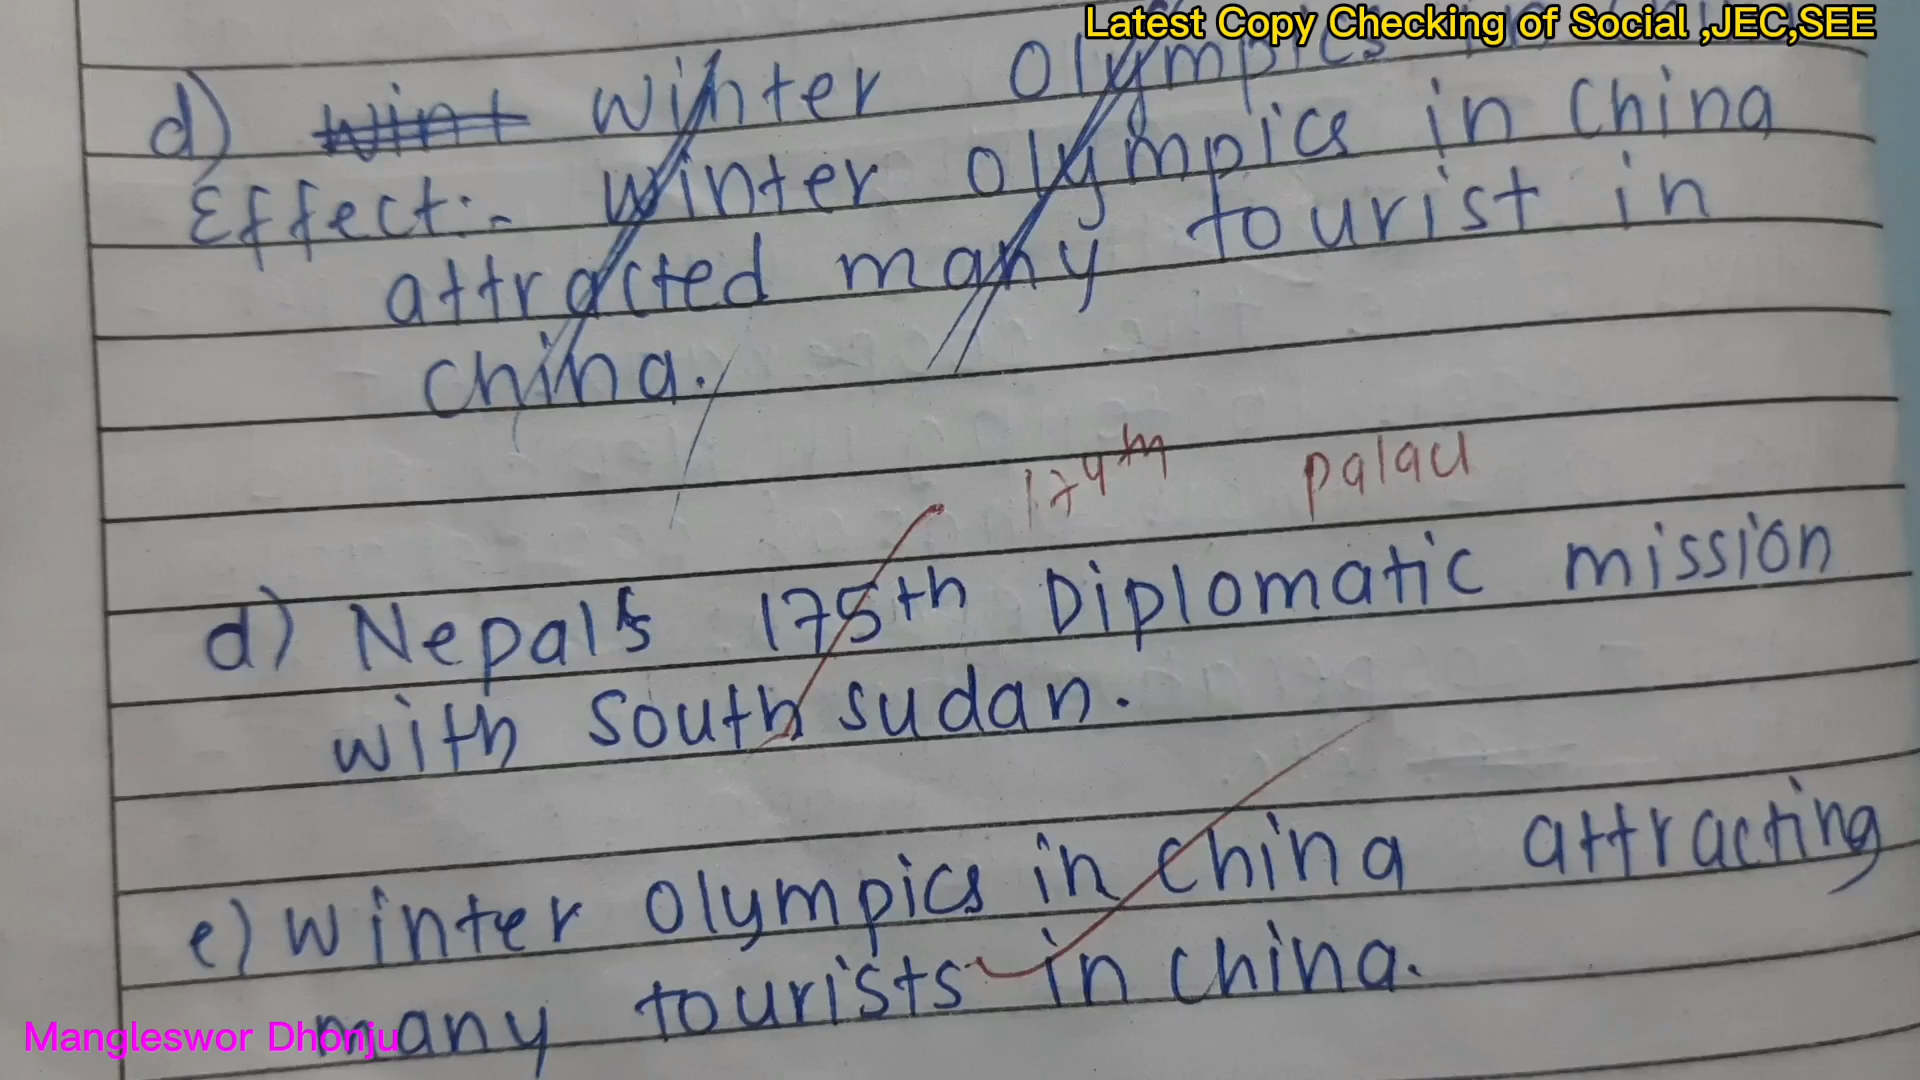 Latest Copy Checking of Social ,JEC,SEE
d) Wint Winter Olympics in China
Effect:- Winter Olympics in China
attracted many tourist in
China.
174th Palau
d) Nepal's 175th Diplomatic mission
with South Sudan.
e) Winter Olympics in China attracting
many tourists in China.
Mangleswor Dhonju